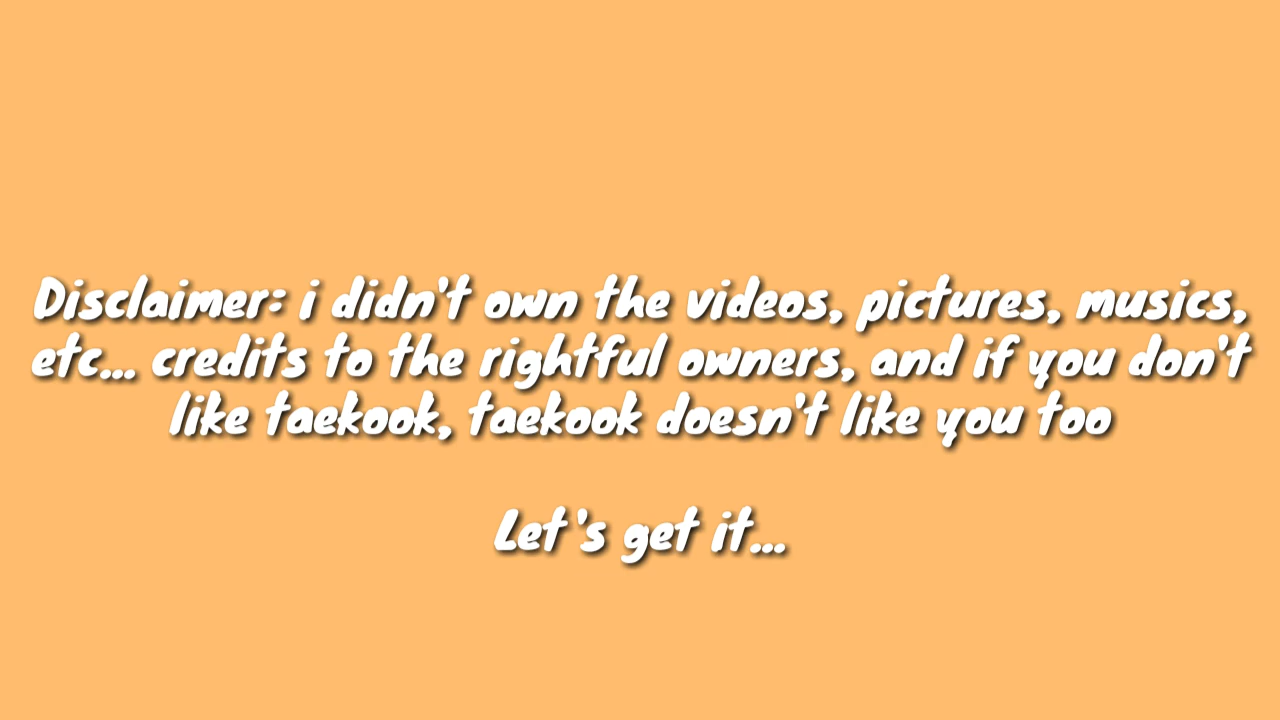 Disclaimer: i didn't own the videos, pictures, musics,
etc... credits to the rightful owners, and if you don't
like taekook, taekook doesn't like you too
Let's get it...